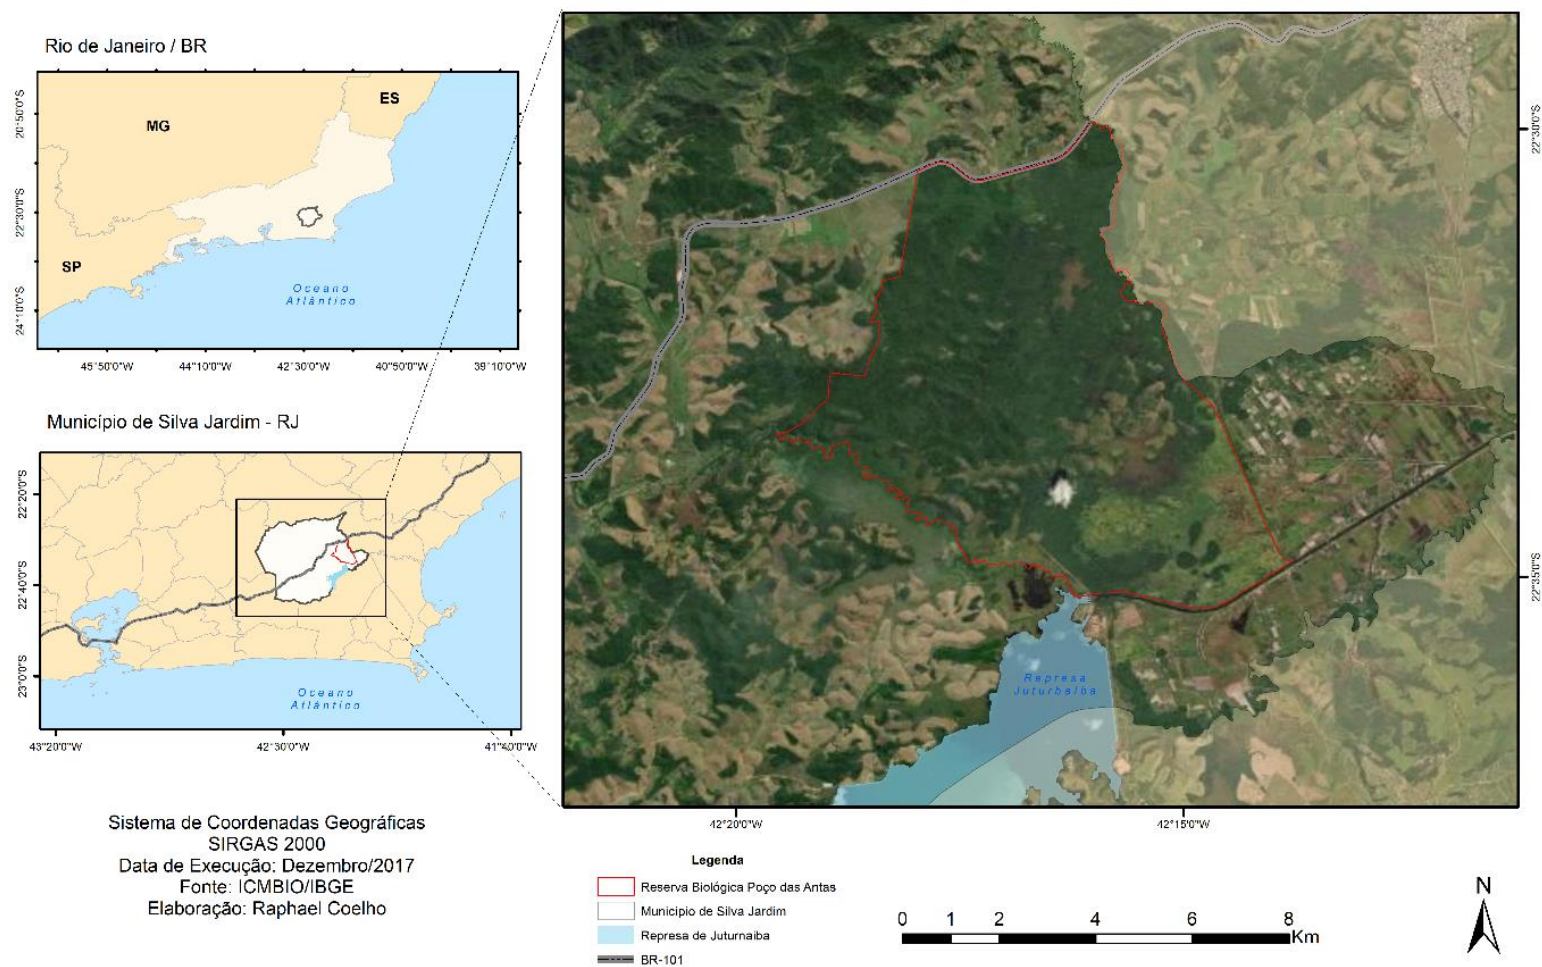 Rio de Janeiro / BR
ES
MG
SP
Oceano
Atlântico
20°50'0"S
22°30'0"S
24°10'0"S
45°50'0"W
44°10'0"W
42°30'0"W
40°50'0"W
39°10'0"W
Município de Silva Jardim - RJ
22°20'0"S
22°40'0"S
23°0'0"S
Oceano
Atlântico
43°20'0"W
42°30'0"W
41°40'0"W
Sistema de Coordenadas Geográficas
SIRGAS 2000
Data de Execução: Dezembro/2017
Fonte: ICMBIO/IBGE
Elaboração: Raphael Coelho
22°30'0"S
22°35'0"S
Represa
Juturbaíba
42°20'0"W
42°15'0"W
Legenda
Reserva Biológica Poço das Antas
Municipio de Silva Jardim
Represa de Juturnaiba
BR-101
0 1 2 4 6 8
Km
N